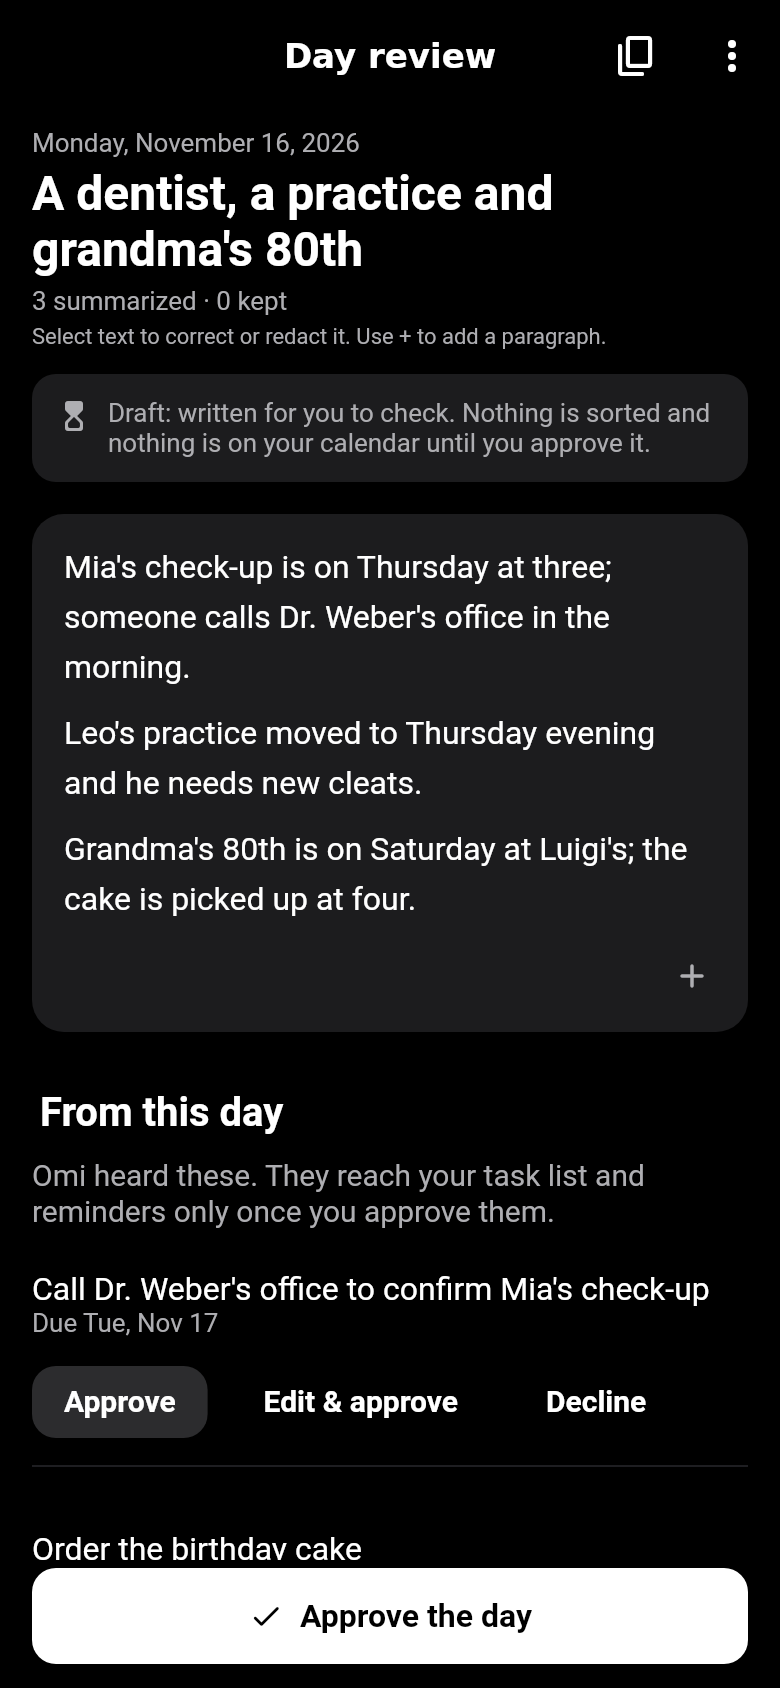 Day review
Monday, November 16, 2026
A dentist, a practice and
grandma's 80th
3 summarized · 0 kept
Select text to correct or redact it. Use + to add a paragraph.
Draft: written for you to check. Nothing is sorted and
nothing is on your calendar until you approve it.
Mia's check-up is on Thursday at three;
someone calls Dr. Weber's office in the
morning.
Leo's practice moved to Thursday evening
and he needs new cleats.
Grandma's 80th is on Saturday at Luigi's; the
cake is picked up at four.
From this day
Omi heard these. They reach your task list and
reminders only once you approve them.
Call Dr. Weber's office to confirm Mia's check-up
Due Tue, Nov 17
Approve Edit & approve Decline
Order the birthday cake
Approve the day